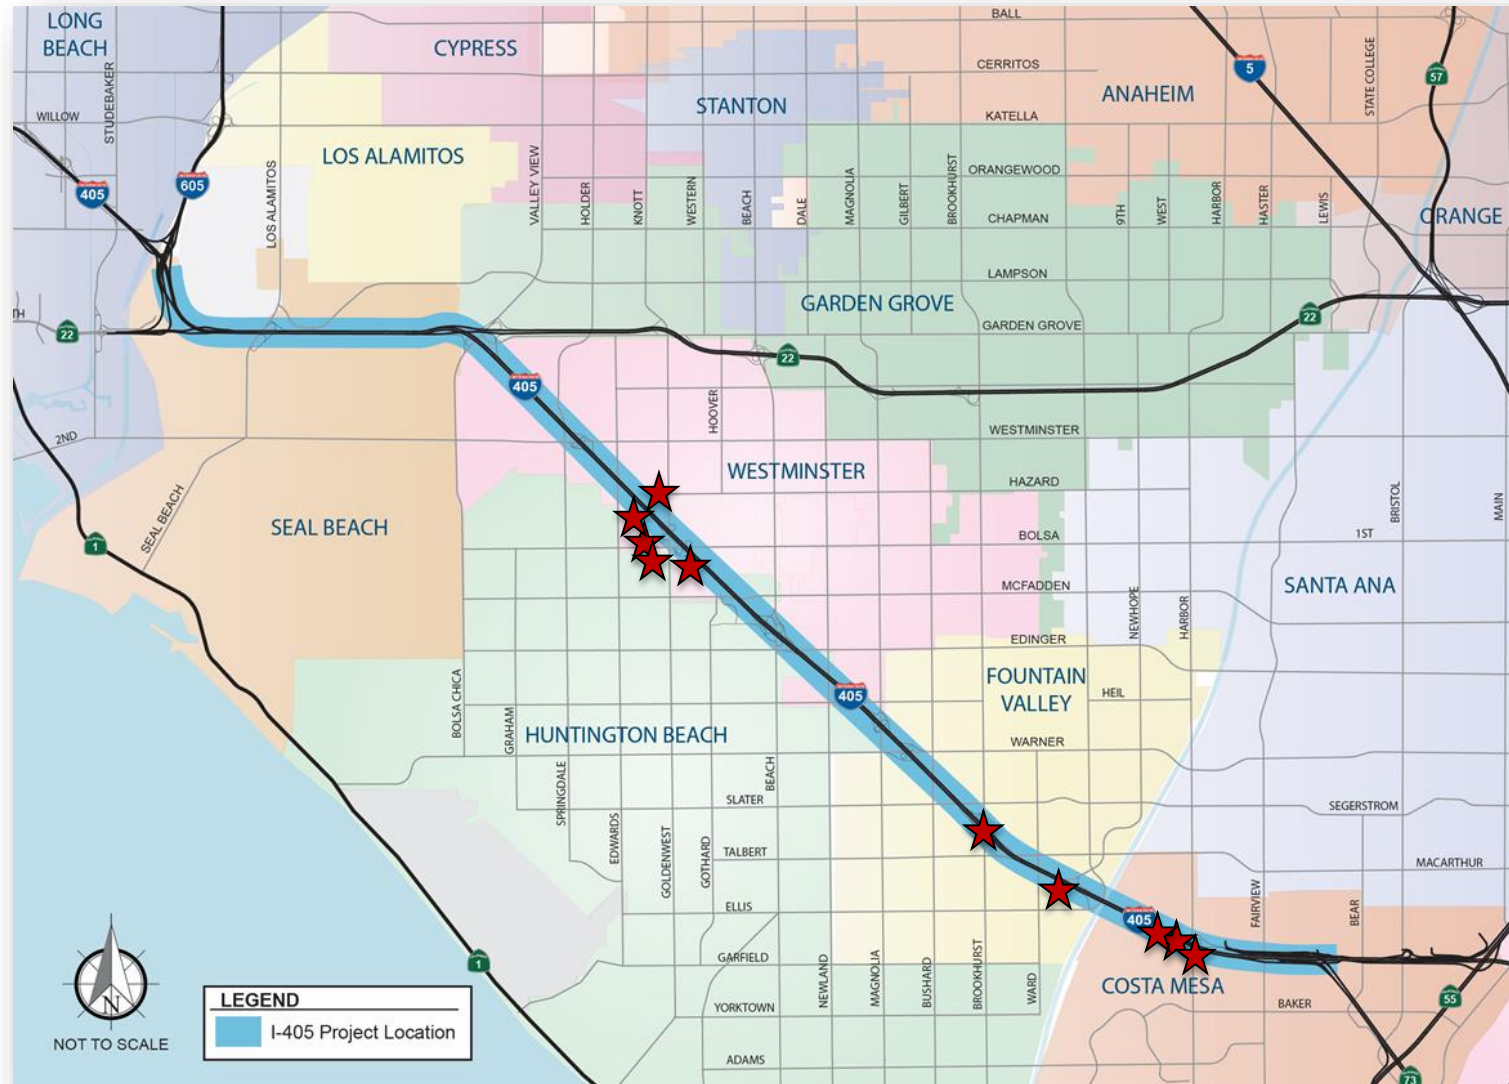 LONG
BEACH
CYPRESS
BALL
CERRITOS
5
STATE COLLEGE
57
STUDEBAKER
WILLOW
STANTON
ANAHEIM
KATELLA
LOS ALAMITOS
405
605
LOS ALAMITOS
VALLEY VIEW
HOLDER
KNOTT
WESTERN
BEACH
DALE
MAGNOLIA
GILBERT
BROOKHURST
ORANGEWOOD
CHAPMAN
9TH
WEST
HARBOR
HASTER
LEWIS
ORANGE
LAMPSON
TH
22
GARDEN GROVE
GARDEN GROVE
22
22
405
HOOVER
WESTMINSTER
2ND
WESTMINSTER
HAZARD
SEAL BEACH
SEAL BEACH
1
BOLSA
1ST
BRISTOL
MAIN
MCFADDEN
SANTA ANA
NEWHOPE
HARBOR
EDINGER
FOUNTAIN
VALLEY
HEIL
405
BOLSA CHICA
GRAHAM
HUNTINGTON BEACH
WARNER
SPRINGDALE
BEACH
SLATER
SEGERSTROM
EDWARDS
GOLDENWEST
GOTHARD
TALBERT
MACARTHUR
ELLIS
405
FAIRVIEW
BEAR
1
GARFIELD
NEWLAND
MAGNOLIA
BUSHARD
BROOKHURST
WARD
COSTA MESA
YORKTOWN
BAKER
55
ADAMS
73
N
NOT TO SCALE
LEGEND
I-405 Project Location